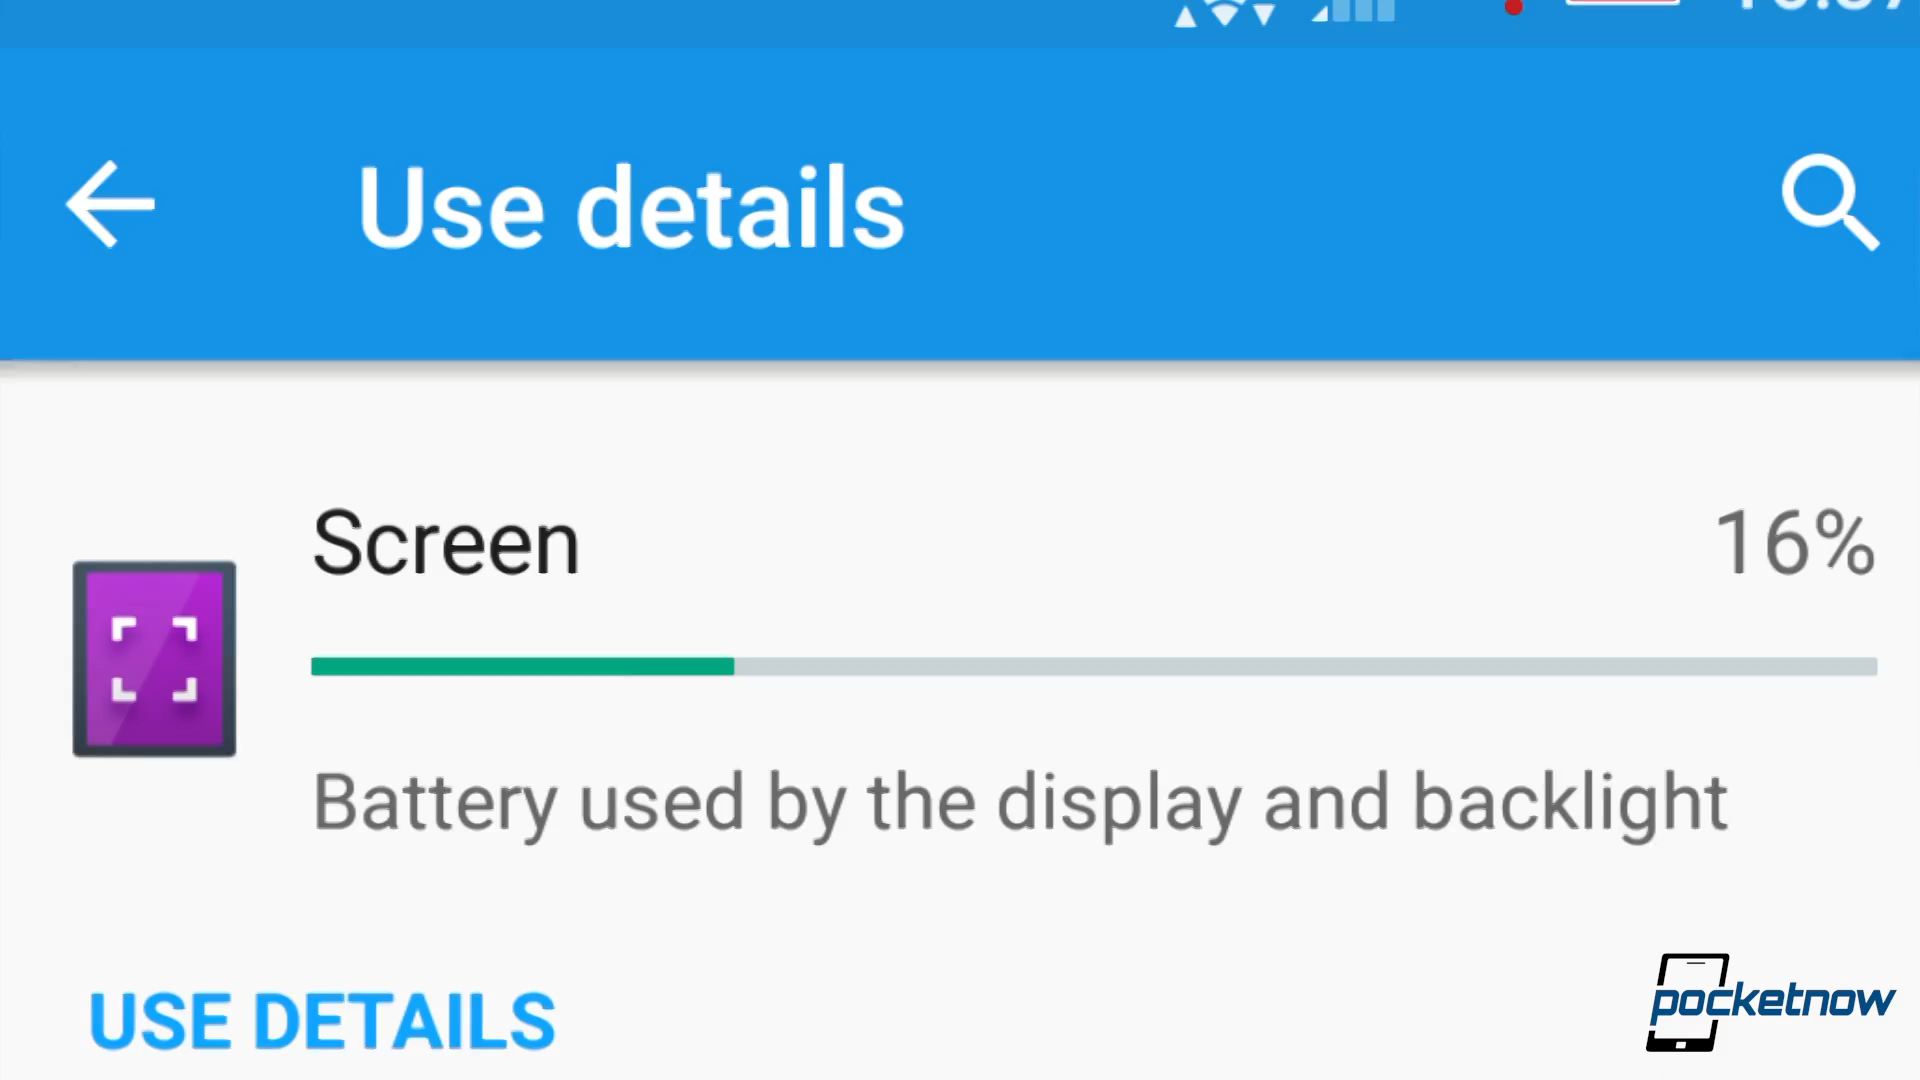 Use details
Screen
16%
Battery used by the display and backlight
USE DETAILS
pocketnow